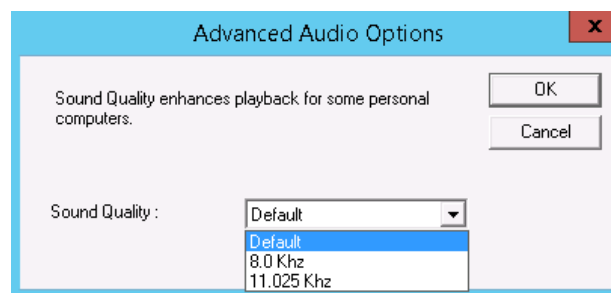 Advanced Audio Options
x
Sound Quality enhances playback for some personal
computers.
OK
Cancel
Sound Quality :
Default
Default
8.0 Khz
11.025 Khz